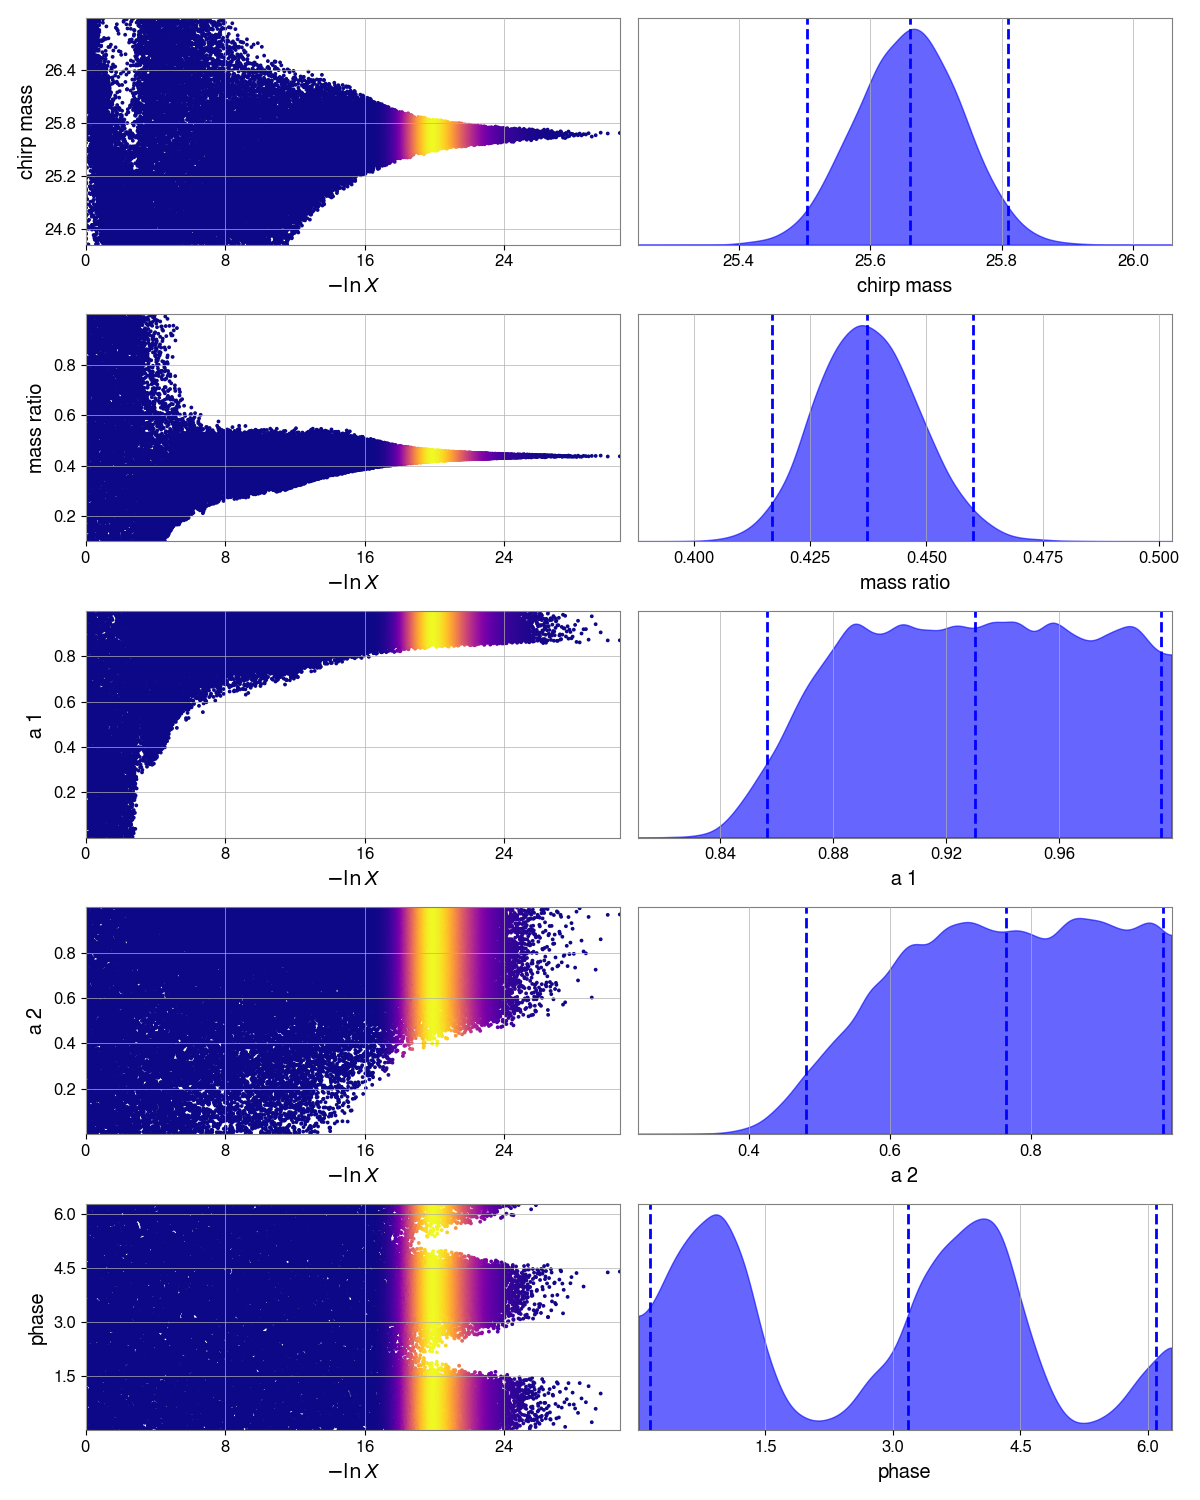 26.4
25.8
25.2
24.6
chirp mass
0 8 16 24
−ln X
25.4 25.6 25.8 26.0
chirp mass
0.8
0.6
0.4
0.2
mass ratio
0 8 16 24
−ln X
0.400 0.425 0.450 0.475 0.500
mass ratio
0.8
0.6
0.4
0.2
a 1
0 8 16 24
−ln X
0.84 0.88 0.92 0.96
a 1
0.8
0.6
0.4
0.2
a 2
0 8 16 24
−ln X
0.4 0.6 0.8
a 2
6.0
4.5
3.0
1.5
phase
0 8 16 24
−ln X
1.5 3.0 4.5 6.0
phase